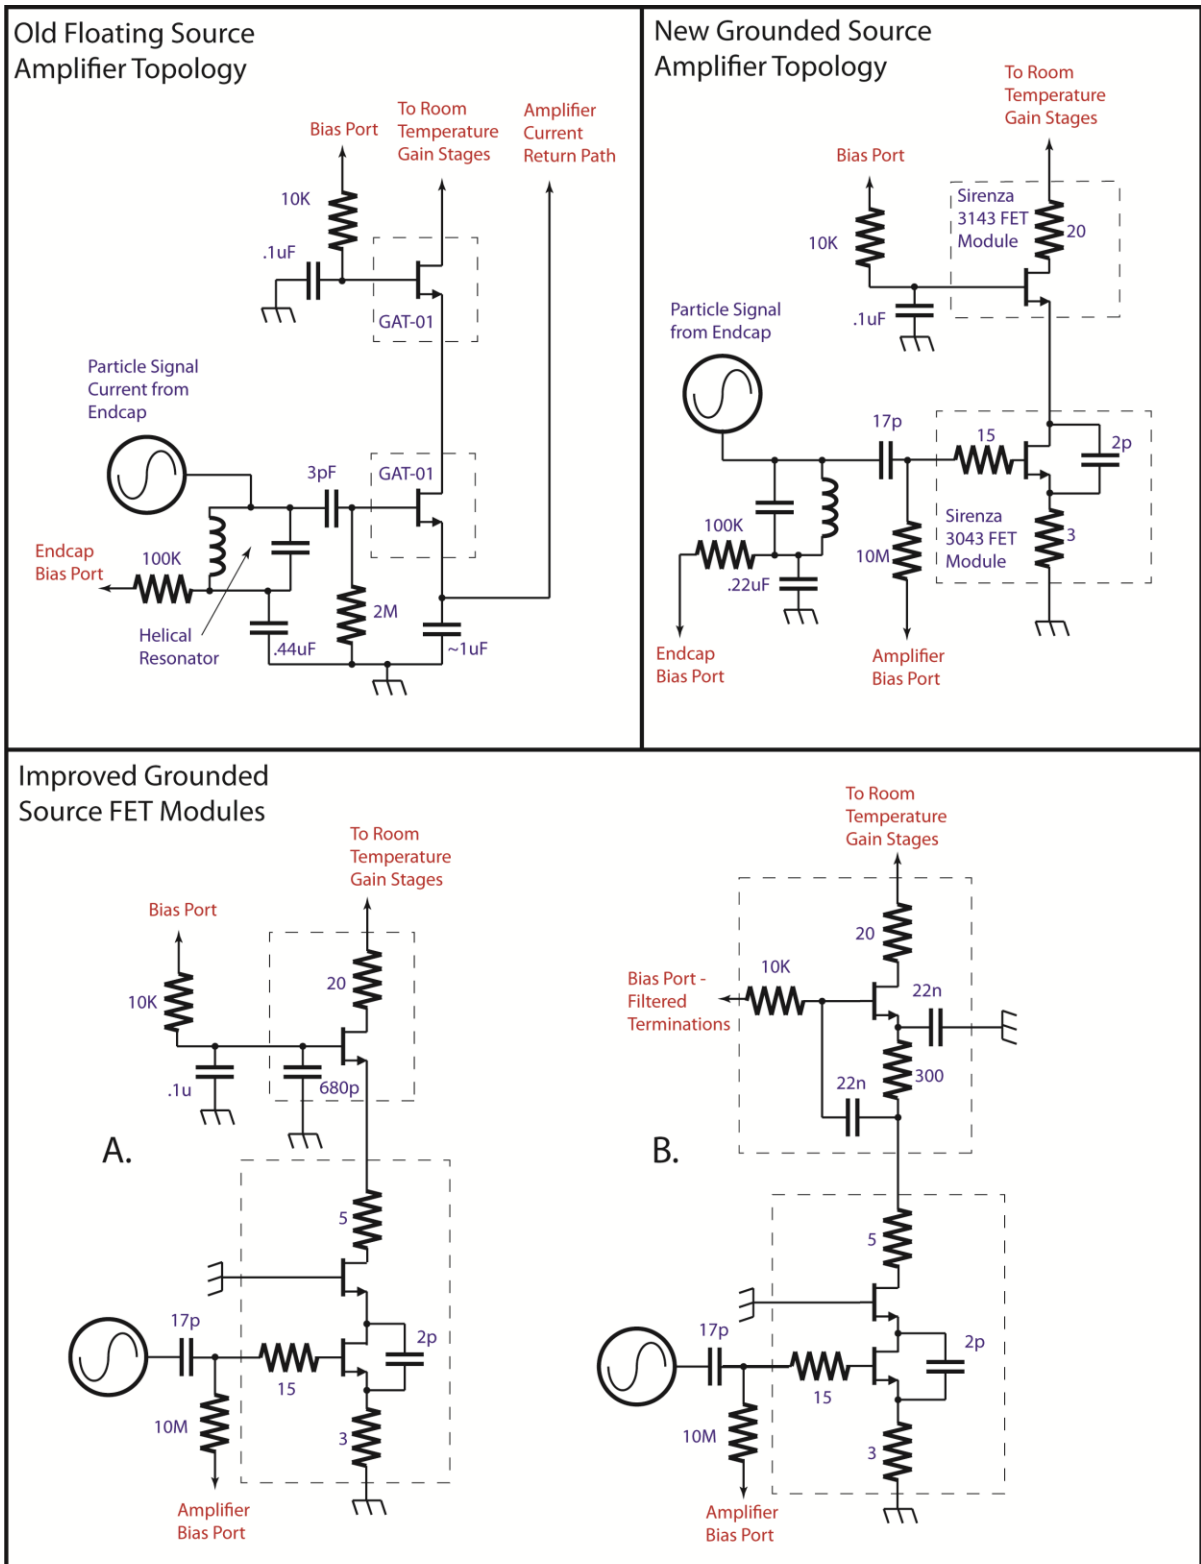 Old Floating Source
Amplifier Topology
To Room
Temperature
Gain Stages
Amplifier
Current
Return Path
Bias Port
10K
.1uF
GAT-01
Particle Signal
Current from
Endcap
3pF
GAT-01
Endcap
Bias Port
100K
2M
Helical
Resonator
.44uF
~1uF
New Grounded Source
Amplifier Topology
To Room
Temperature
Gain Stages
Bias Port
Sirenza
3143 FET
Module
20
10K
.1uF
Particle Signal
from Endcap
17p
15
2p
100K
10M
Sirenza
3043 FET
Module
3
.22uF
Endcap
Bias Port
Amplifier
Bias Port
Improved Grounded
Source FET Modules
To Room
Temperature
Gain Stages
Bias Port
20
10K
.1u
680p
A.
5
17p
2p
15
10M
3
Amplifier
Bias Port
To Room
Temperature
Gain Stages
20
10K
Bias Port -
Filtered
Terminations
22n
22n
300
B.
5
17p
2p
15
10M
3
Amplifier
Bias Port